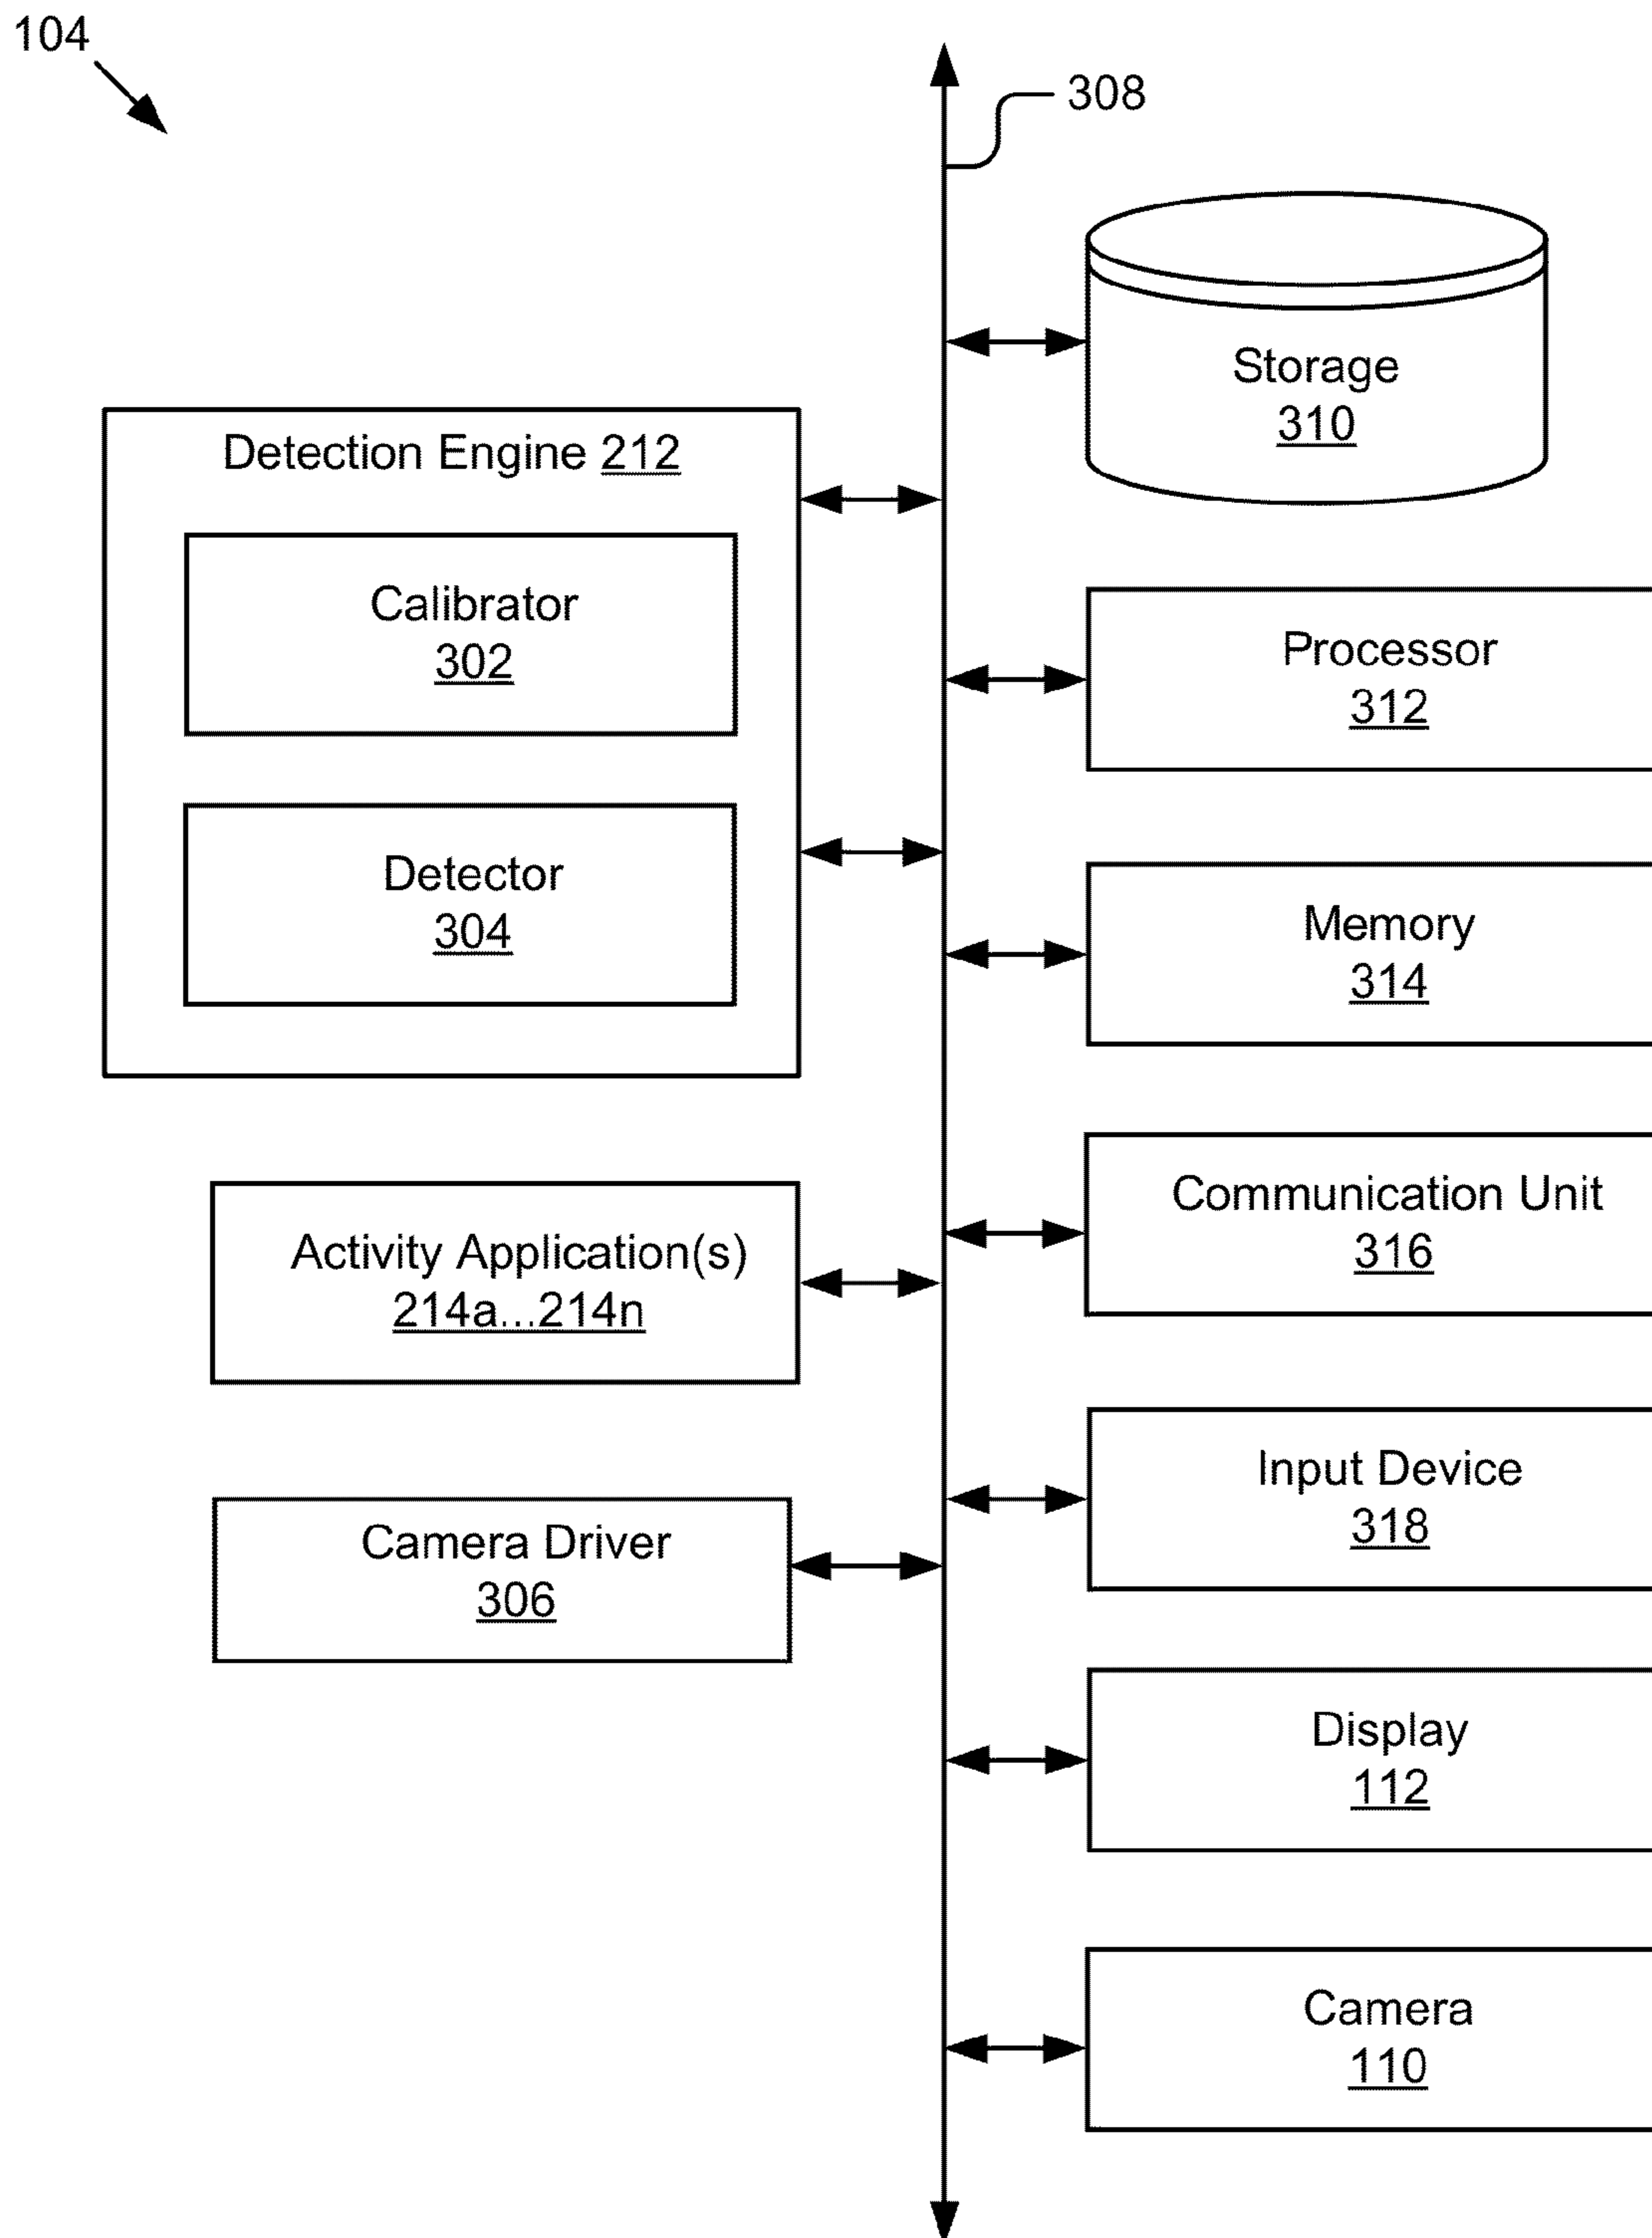 104
308
Storage
310
Detection Engine 212
Calibrator
302
Detector
304
Activity Application(s)
214a...214n
Camera Driver
306
Processor
312
Memory
314
Communication Unit
316
Input Device
318
Display
112
Camera
110